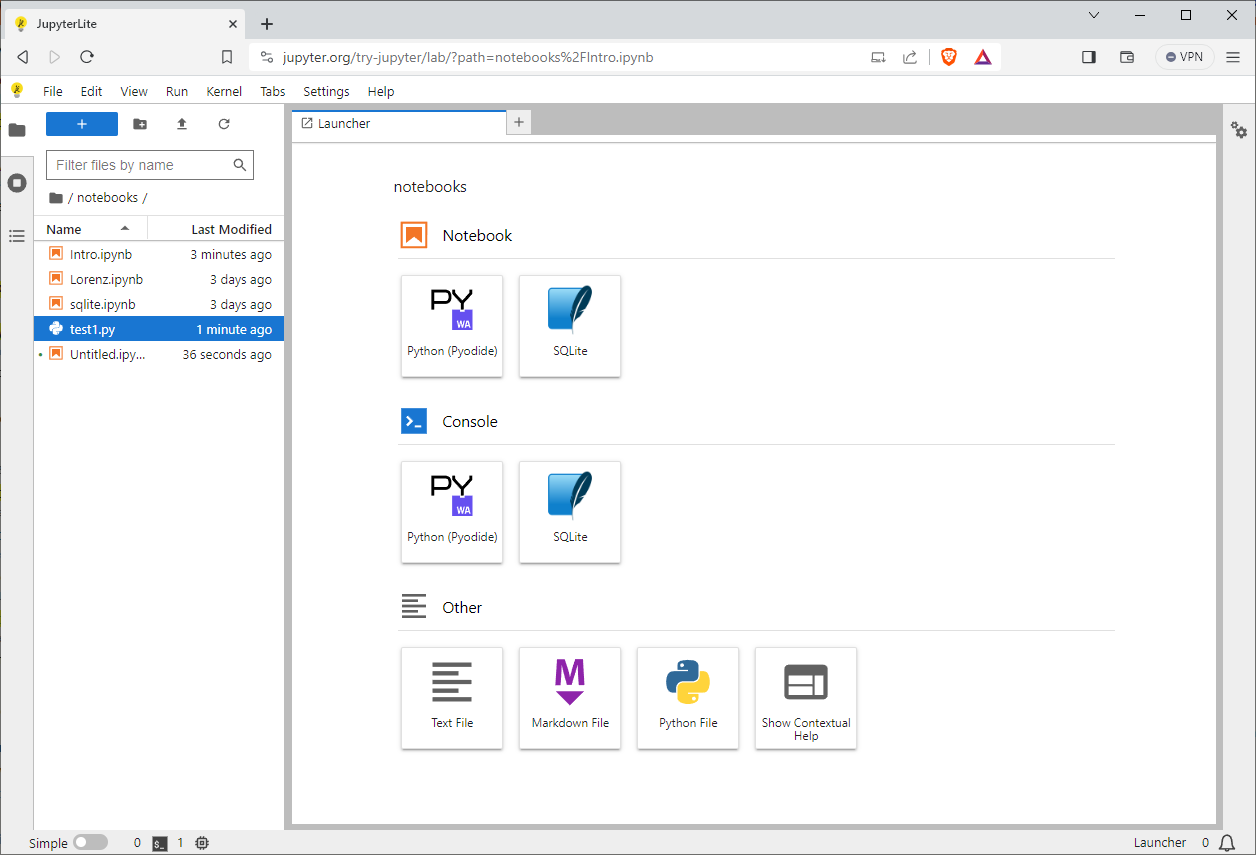 JupyterLite
jupyter.org/try-jupyter/lab/?path=notebooks%2FIntro.ipynb
VPN
File Edit View Run Kernel Tabs Settings Help
+
Filter files by name
/ notebooks /
Name Last Modified
Intro.ipynb 3 minutes ago
Lorenz.ipynb 3 days ago
sqlite.ipynb 3 days ago
test1.py 1 minute ago
Untitled.ipy... 36 seconds ago
Launcher
notebooks
Notebook
PY WA
Python (Pyodide)
SQLite
Console
PY WA
Python (Pyodide)
SQLite
Other
Text File
M
Markdown File
Python File
Show Contextual
Help
Simple 0 $_ 1 Launcher 0